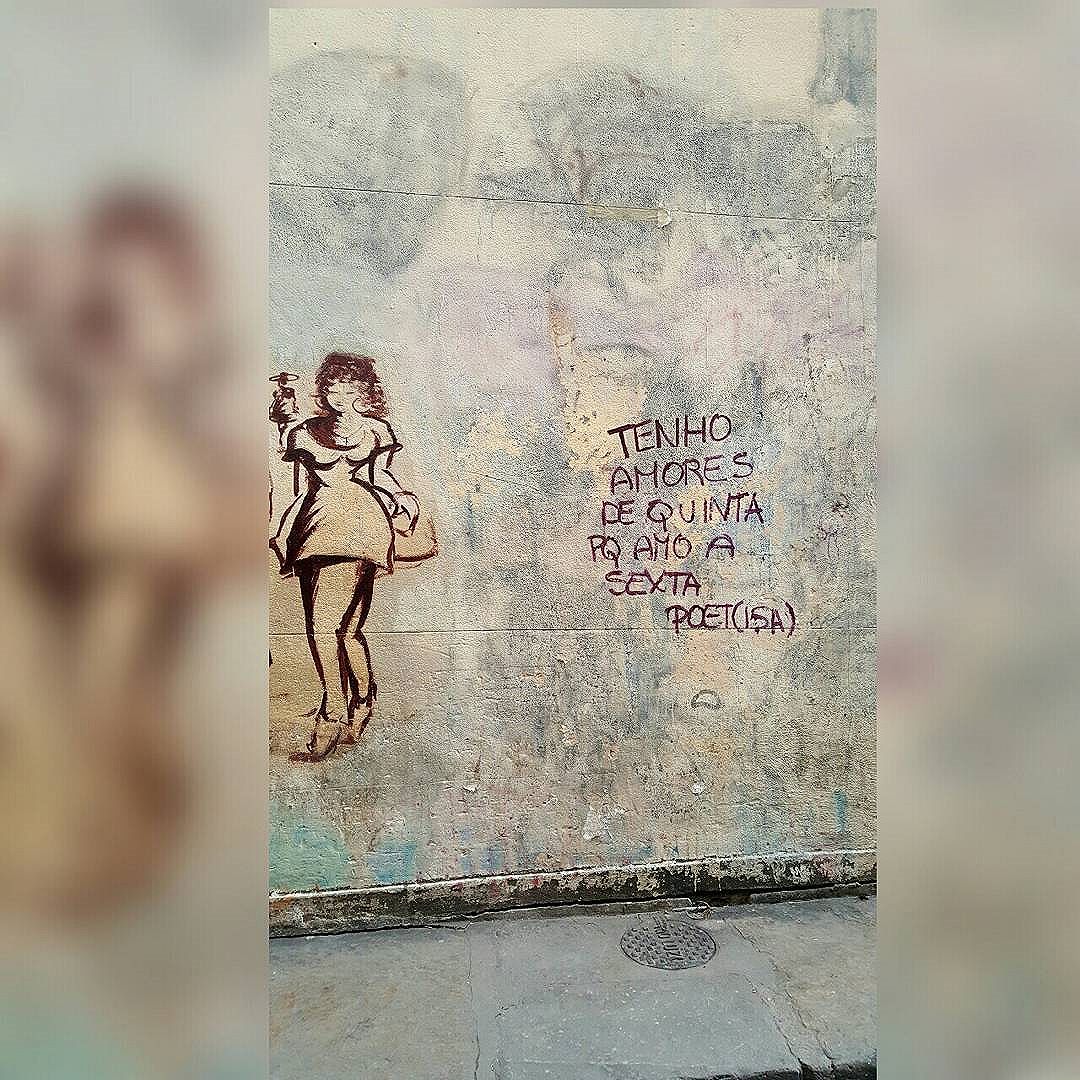 TENHO
AMORES
DE QUINTA
PQ AMO A
SEXTA
POET(ISA)